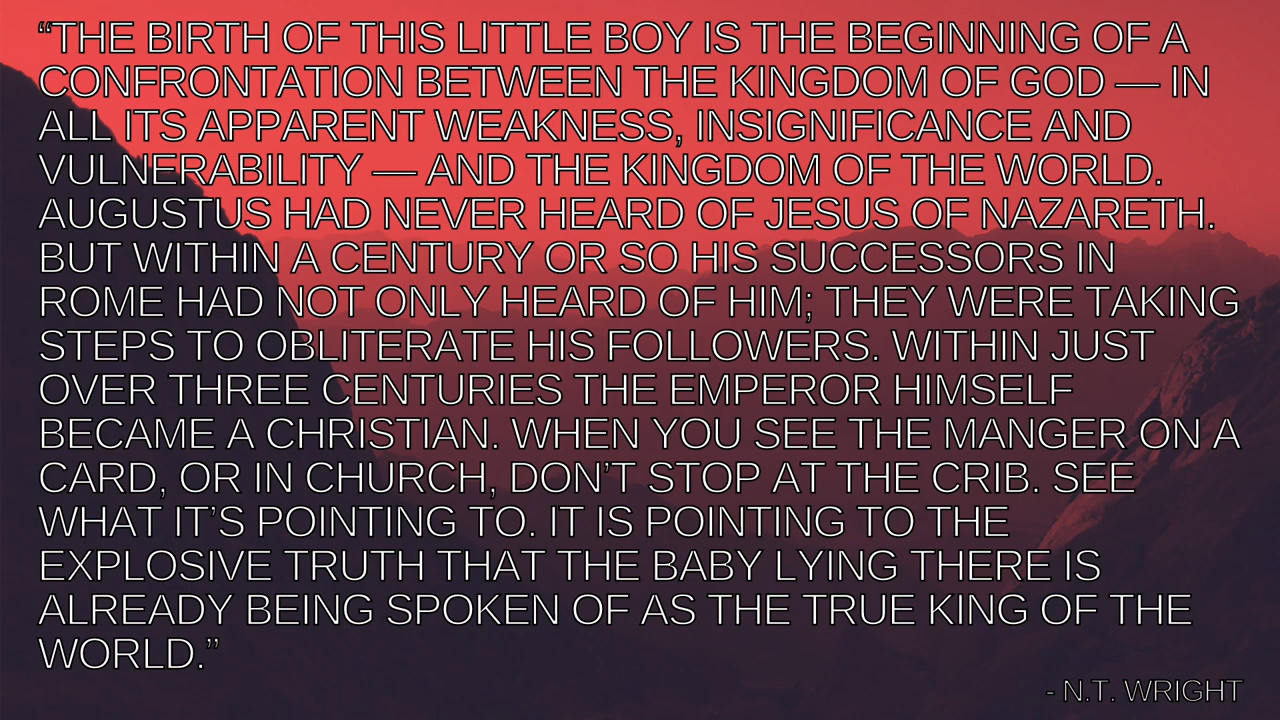 “THE BIRTH OF THIS LITTLE BOY IS THE BEGINNING OF A
CONFRONTATION BETWEEN THE KINGDOM OF GOD — IN
ALL ITS APPARENT WEAKNESS, INSIGNIFICANCE AND
VULNERABILITY — AND THE KINGDOM OF THE WORLD.
AUGUSTUS HAD NEVER HEARD OF JESUS OF NAZARETH.
BUT WITHIN A CENTURY OR SO HIS SUCCESSORS IN
ROME HAD NOT ONLY HEARD OF HIM; THEY WERE TAKING
STEPS TO OBLITERATE HIS FOLLOWERS. WITHIN JUST
OVER THREE CENTURIES THE EMPEROR HIMSELF
BECAME A CHRISTIAN. WHEN YOU SEE THE MANGER ON A
CARD, OR IN CHURCH, DON’T STOP AT THE CRIB. SEE
WHAT IT’S POINTING TO. IT IS POINTING TO THE
EXPLOSIVE TRUTH THAT THE BABY LYING THERE IS
ALREADY BEING SPOKEN OF AS THE TRUE KING OF THE
WORLD.”
- N.T. WRIGHT